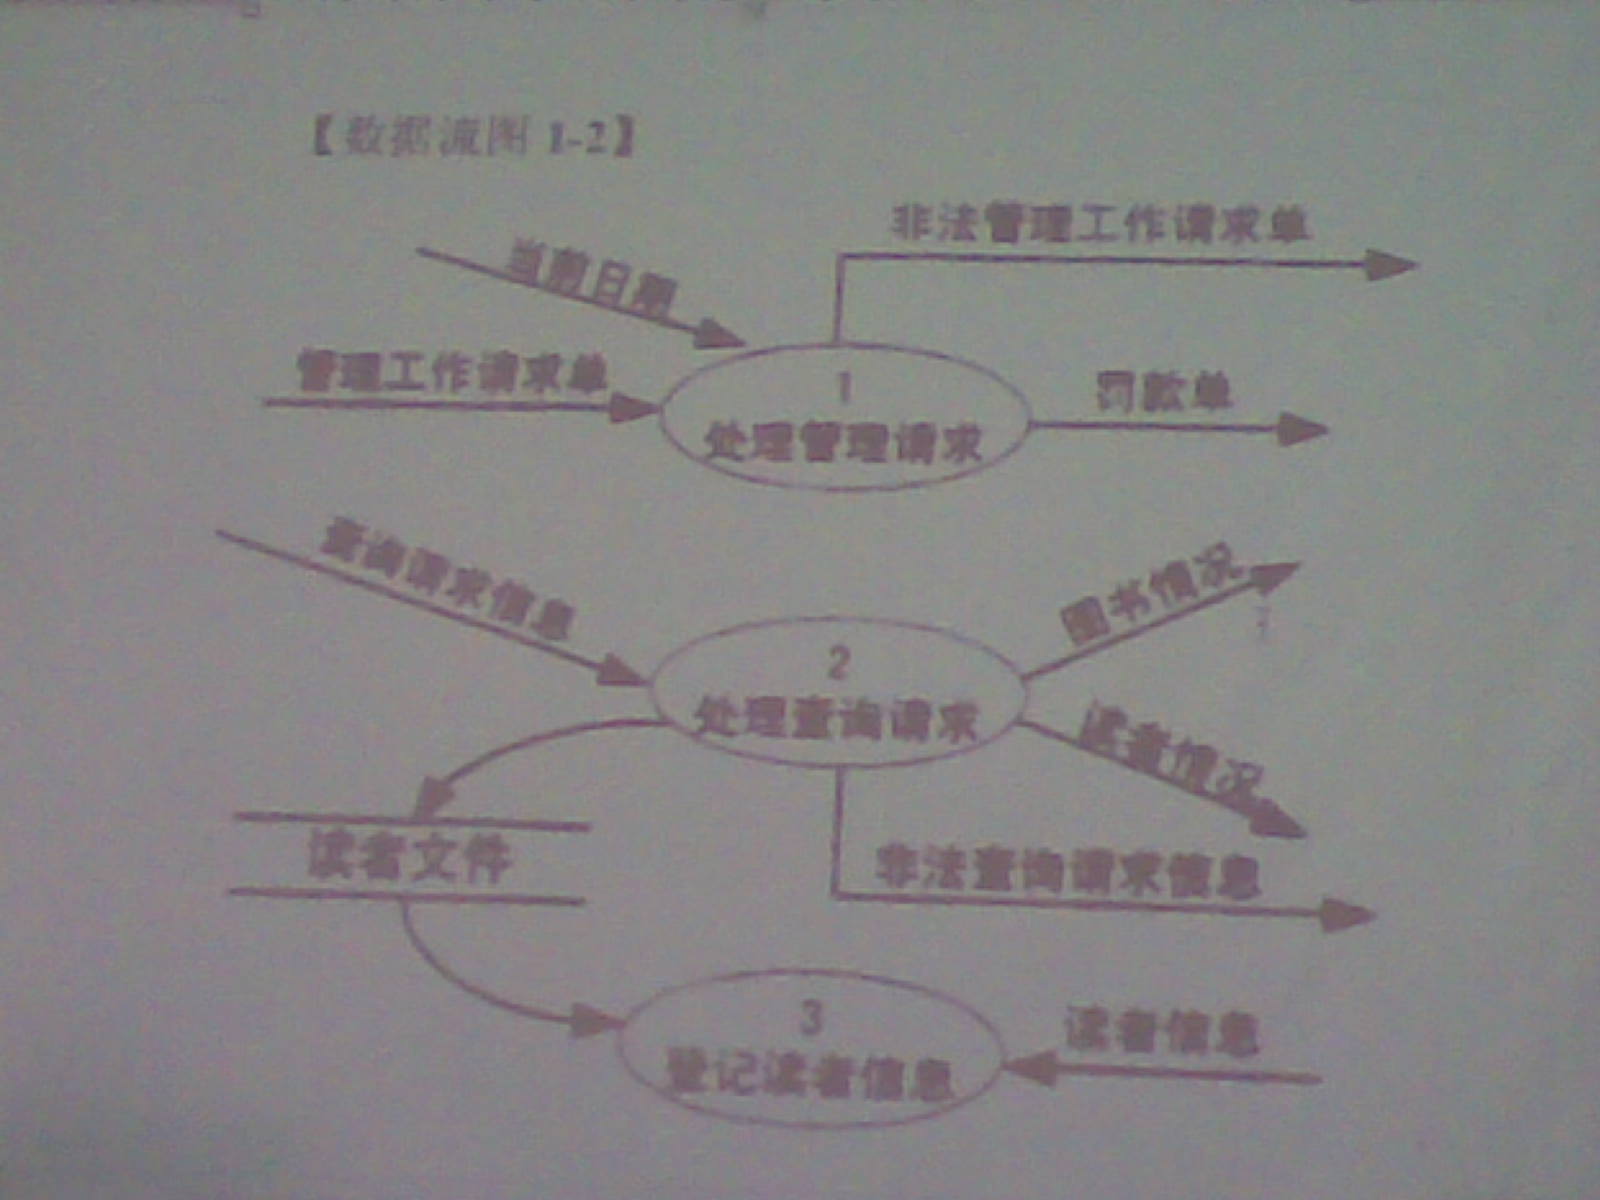 【数据流图 1-2】
非法管理工作请求单
当前日期
管理工作请求单
1
处理管理请求
罚款单
查询请求信息
图书情况
2
处理查询请求
读者情况
读者文件
非法查询请求信息
3
登记读者信息
读者信息